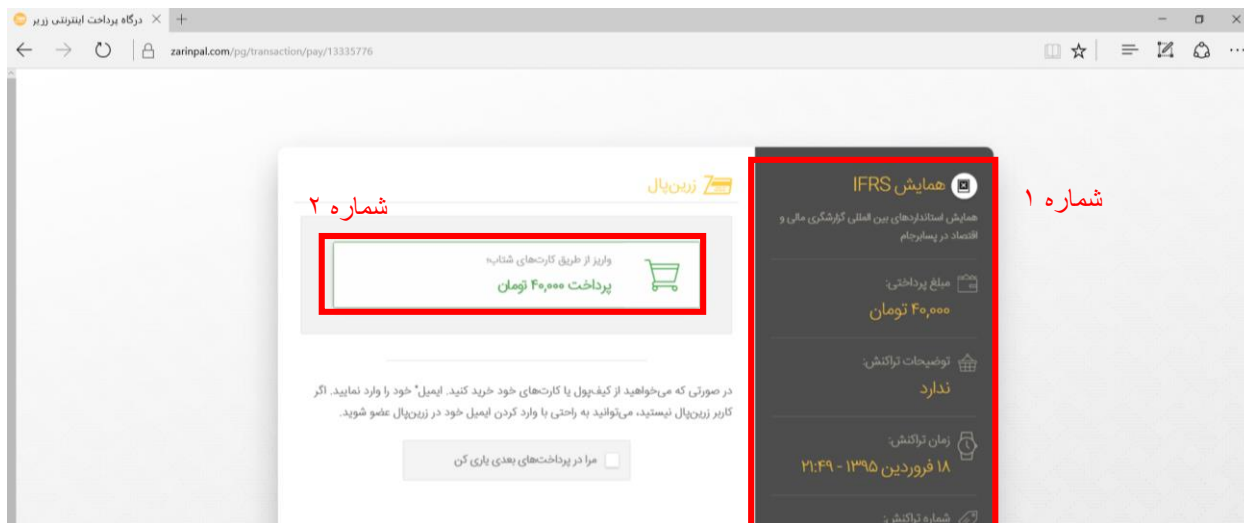 درگاه پرداخت اینترنتی زریر
zarinpal.com/pg/transaction/pay/13335776
شماره ۱
همایش IFRS
همایش استانداردهای بین المللی گزارشگری مالی و
اقتصاد در پسابرجام
مبلغ پرداختی:
۴۰,۰۰۰ تومان
توضیحات تراکنش:
ندارد
زمان تراکنش:
۱۸ فروردین ۱۳۹۵ - ۲۱:۴۹
شماره تراکنش:
زرین‌پال
شماره ۲
واریز از طریق کارت‌های شتاب
پرداخت ۴۰,۰۰۰ تومان
در صورتی که می‌خواهید از کیف‌پول یا کارت‌های خود خرید کنید. ایمیل* خود را وارد نمایید. اگر
کاربر زرین‌پال نیستید، می‌توانید به راحتی با وارد کردن ایمیل خود در زرین‌پال عضو شوید.
مرا در پرداخت‌های بعدی یاری کن